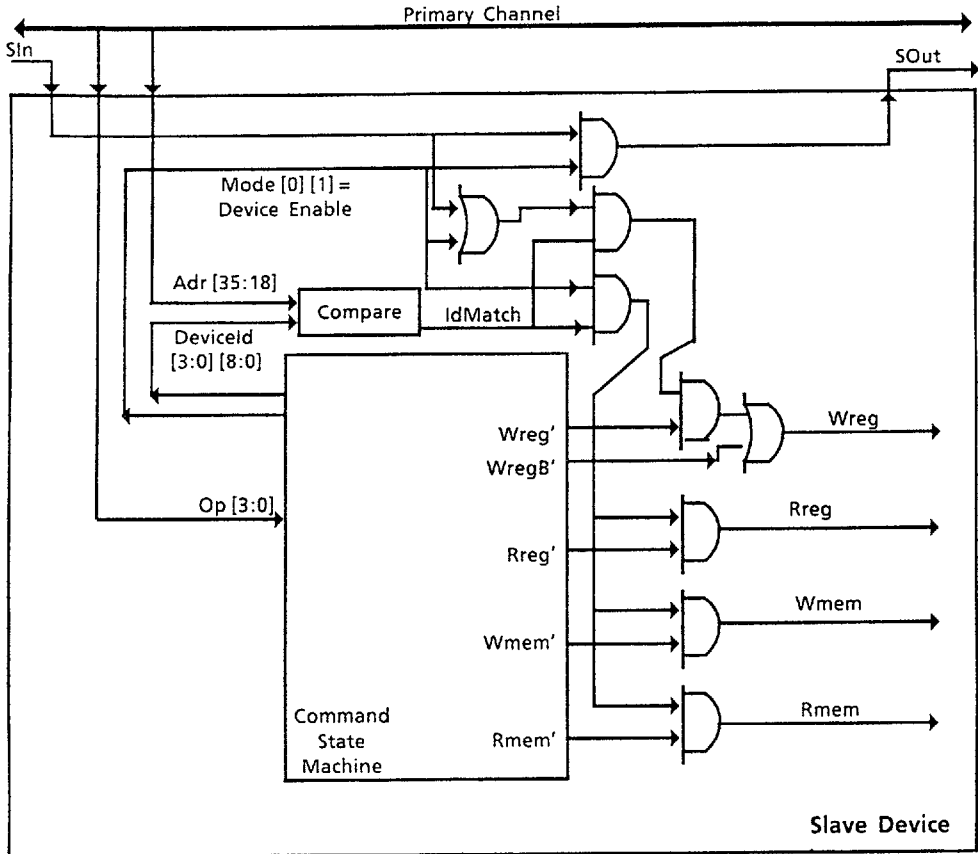 Primary Channel
SIn
SOut
Mode [0] [1] =
Device Enable
Adr [35:18]
Compare
IdMatch
DeviceId
[3:0] [8:0]
Wreg'
Wreg
WregB'
Op [3:0]
Rreg
Rreg'
Wmem
Wmem'
Rmem
Rmem'
Command
State
Machine
Slave Device